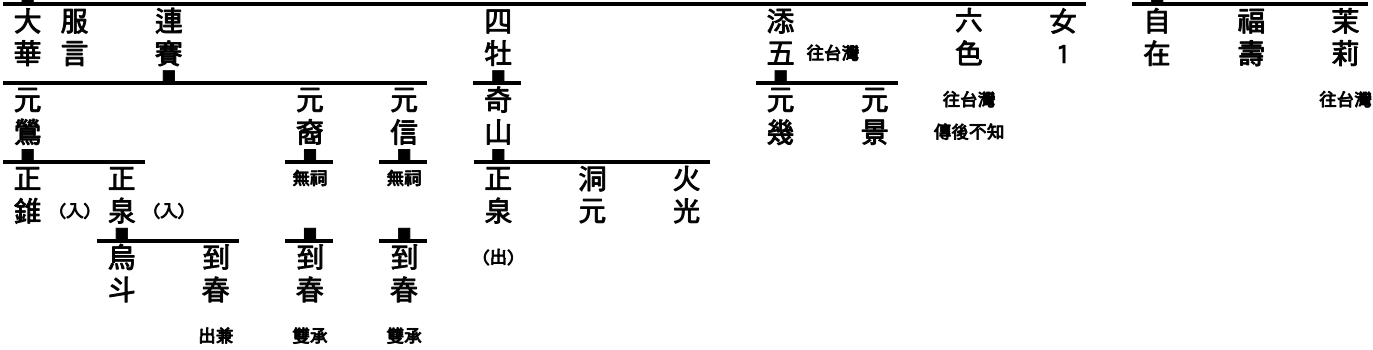 大華 服言 連賽 四牡 添五 往台灣 六色 女1 自在 福壽 茉莉
元鶯 元裔 元信 奇山 元幾 元景 往台灣 傳後不知 往台灣
正錐 (入) 正泉 (入) 無祠 無祠 正泉 洞元 火光
烏斗 到春 到春 到春 (出)
出兼 雙承 雙承